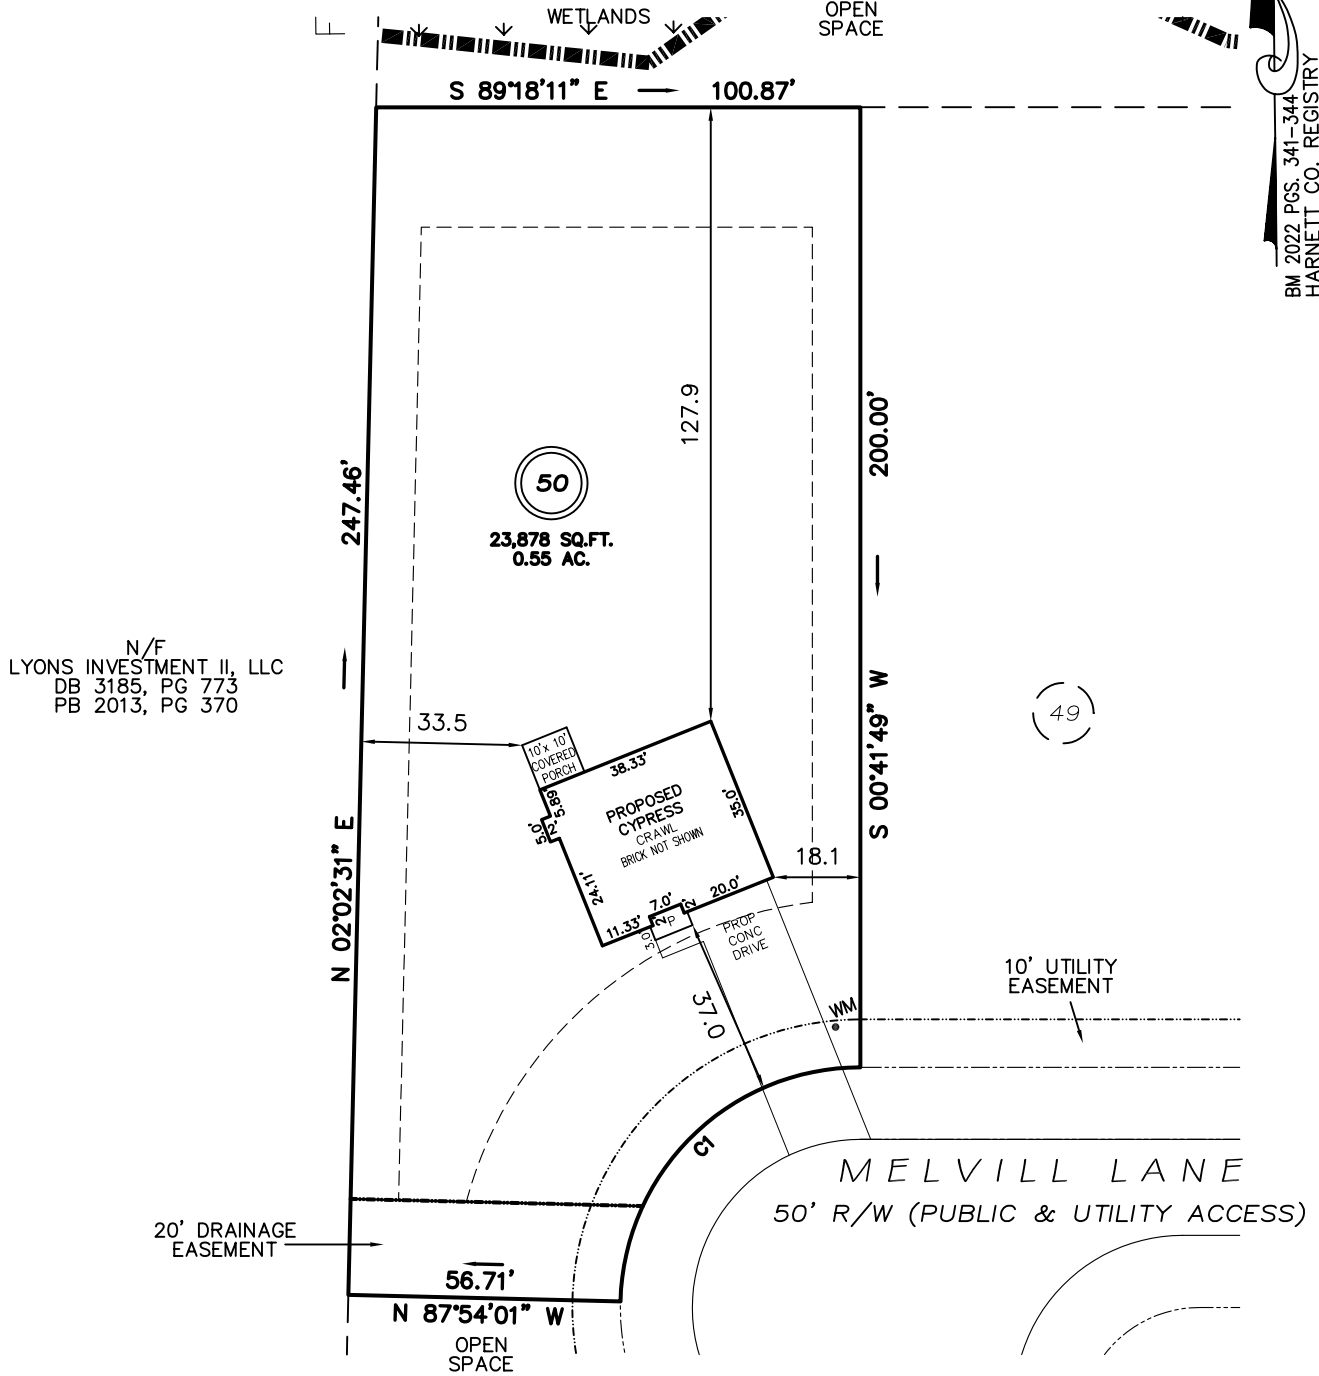 WETLANDS
OPEN
SPACE
S 89°18'11" E
100.87'
BM 2022 PGS. 341-344
HARNETT CO. REGISTRY
127.9
200.00'
247.46'
50
23,878 SQ.FT.
0.55 AC.
N/F
LYONS INVESTMENT II, LLC
DB 3185, PG 773
PB 2013, PG 370
33.5
49
S 00°41'49" W
10' x 10'
COVERED
PORCH
38.33'
5.89'
5.0'
2'
PROPOSED
CYPRESS
CRAWL
BRICK NOT SHOWN
35.0'
18.1
N 02°02'31" E
24.11'
20.0'
7.0'
2'
2'
P
11.33'
3.0'
PROP
CONC
DRIVE
10' UTILITY
EASEMENT
37.0
WM
C1
MELVILL LANE
50' R/W (PUBLIC & UTILITY ACCESS)
20' DRAINAGE
EASEMENT
56.71'
N 87°54'01" W
OPEN
SPACE